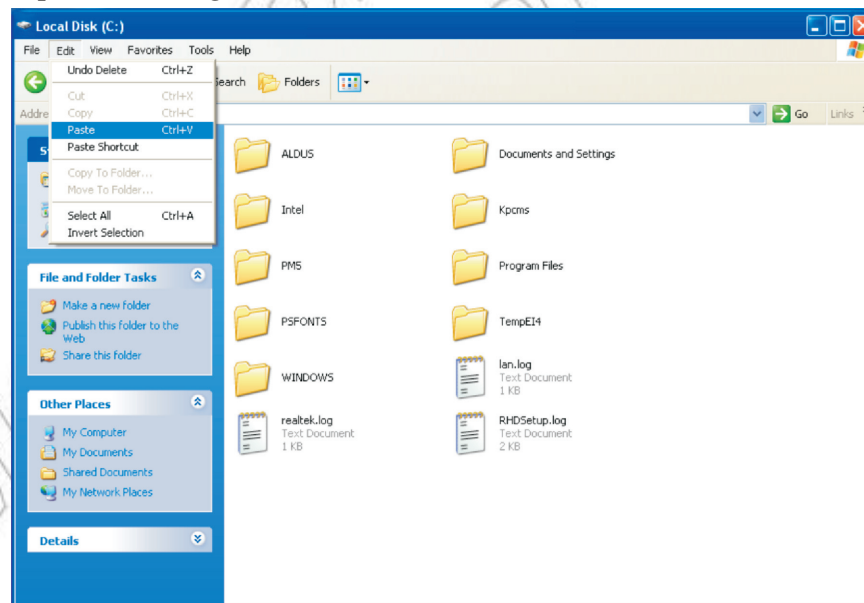 Local Disk (C:)
File Edit View Favorites Tools Help
Undo Delete Ctrl+Z
Cut Ctrl+X
Copy Ctrl+C
Paste Ctrl+V
Paste Shortcut
Copy To Folder...
Move To Folder...
Select All Ctrl+A
Invert Selection
Folders
Go Links
File and Folder Tasks
Make a new folder
Publish this folder to the
Web
Share this folder
Other Places
My Computer
My Documents
Shared Documents
My Network Places
Details
ALDUS
Documents and Settings
Intel
Kpcms
PM5
Program Files
PSFONTS
TempEI4
WINDOWS
lan.log
Text Document
1 KB
realtek.log
Text Document
1 KB
RHDSetup.log
Text Document
2 KB